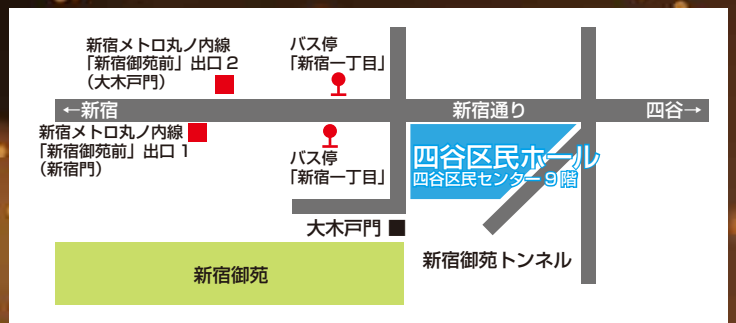 新宿メトロ丸ノ内線
「新宿御苑前」出口2
（大木戸門）
バス停
「新宿一丁目」
←新宿
新宿通り
四谷→
新宿メトロ丸ノ内線
「新宿御苑前」出口1
（新宿門）
バス停
「新宿一丁目」
四谷区民ホール
四谷区民センター9階
大木戸門
新宿御苑トンネル
新宿御苑